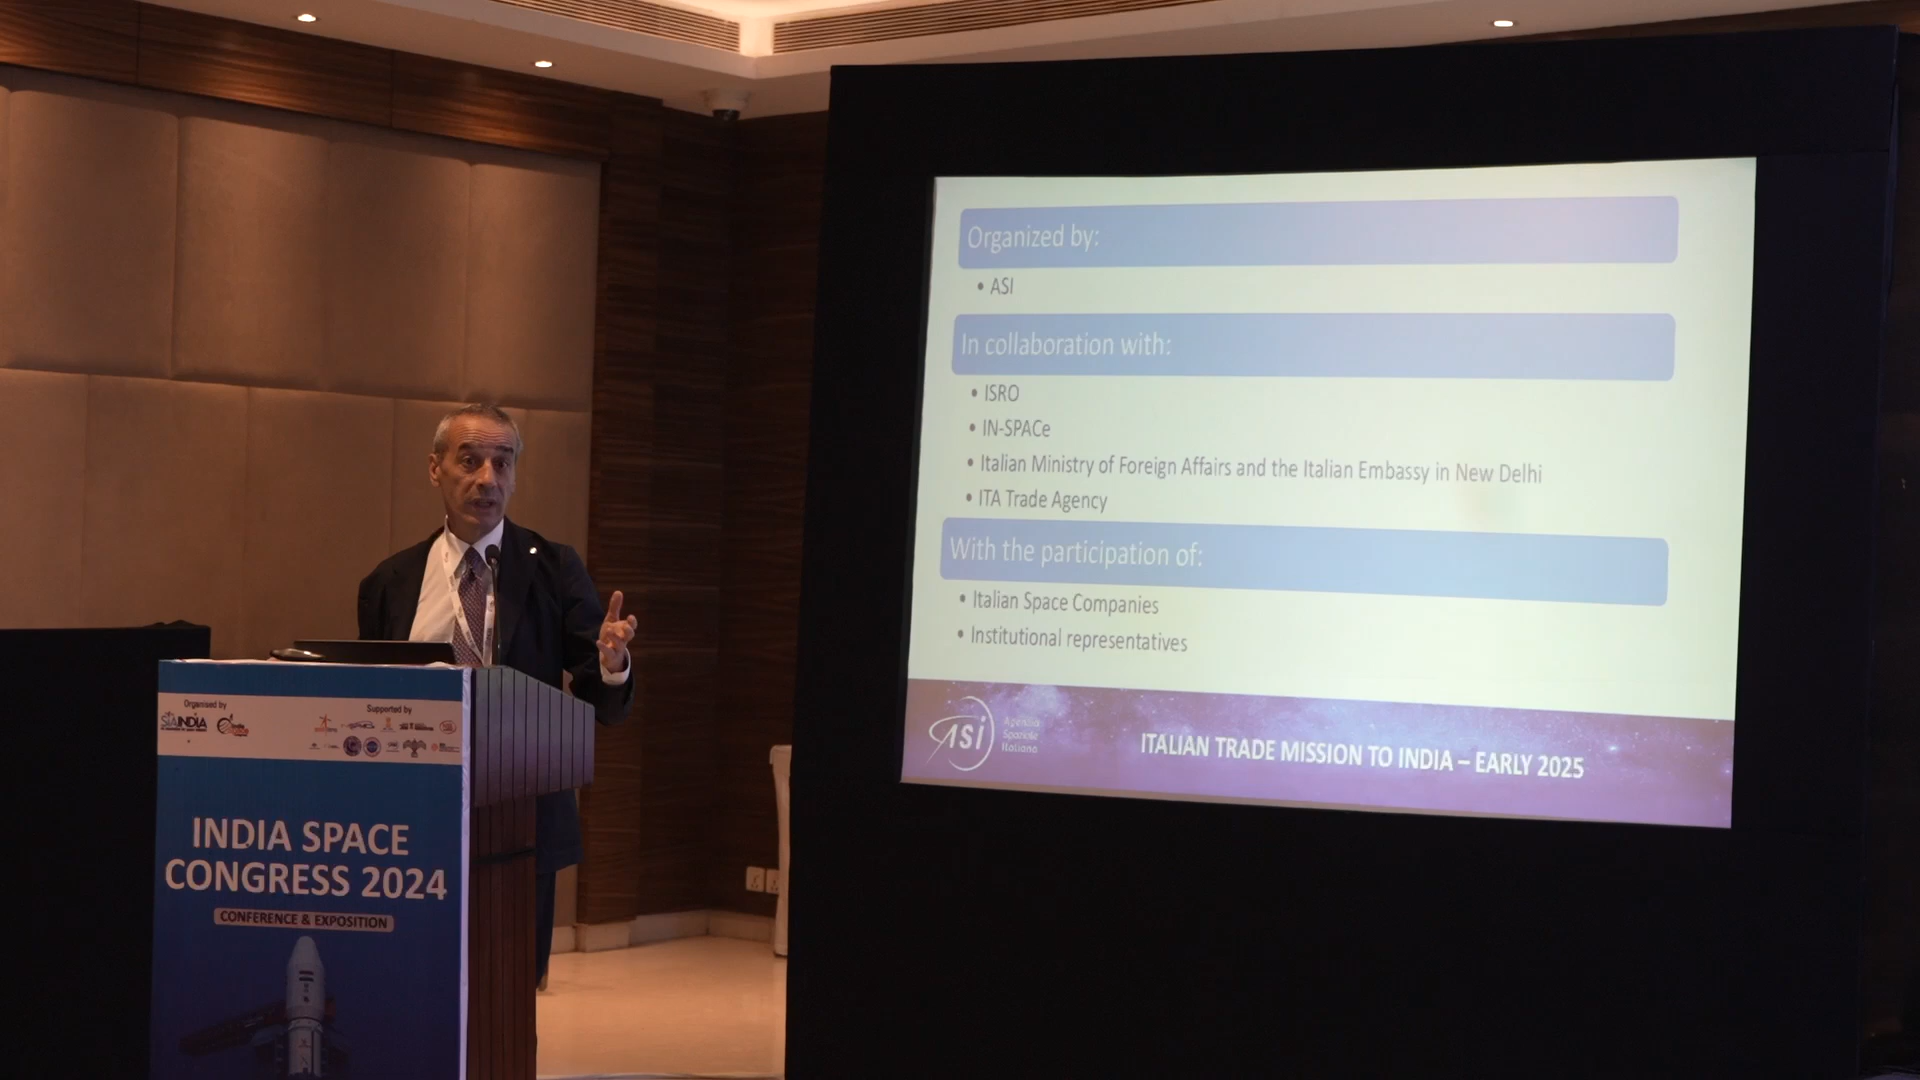 Organized by:
• ASI
In collaboration with:
• ISRO
• IN-SPACe
• Italian Ministry of Foreign Affairs and the Italian Embassy in New Delhi
• ITA Trade Agency
With the participation of:
• Italian Space Companies
• Institutional representatives
ASI
Agenzia
Spaziale
Italiana
ITALIAN TRADE MISSION TO INDIA – EARLY 2025
Organised by
Supported by
SIAINDIA
INDIA SPACE
CONGRESS 2024
CONFERENCE & EXPOSITION